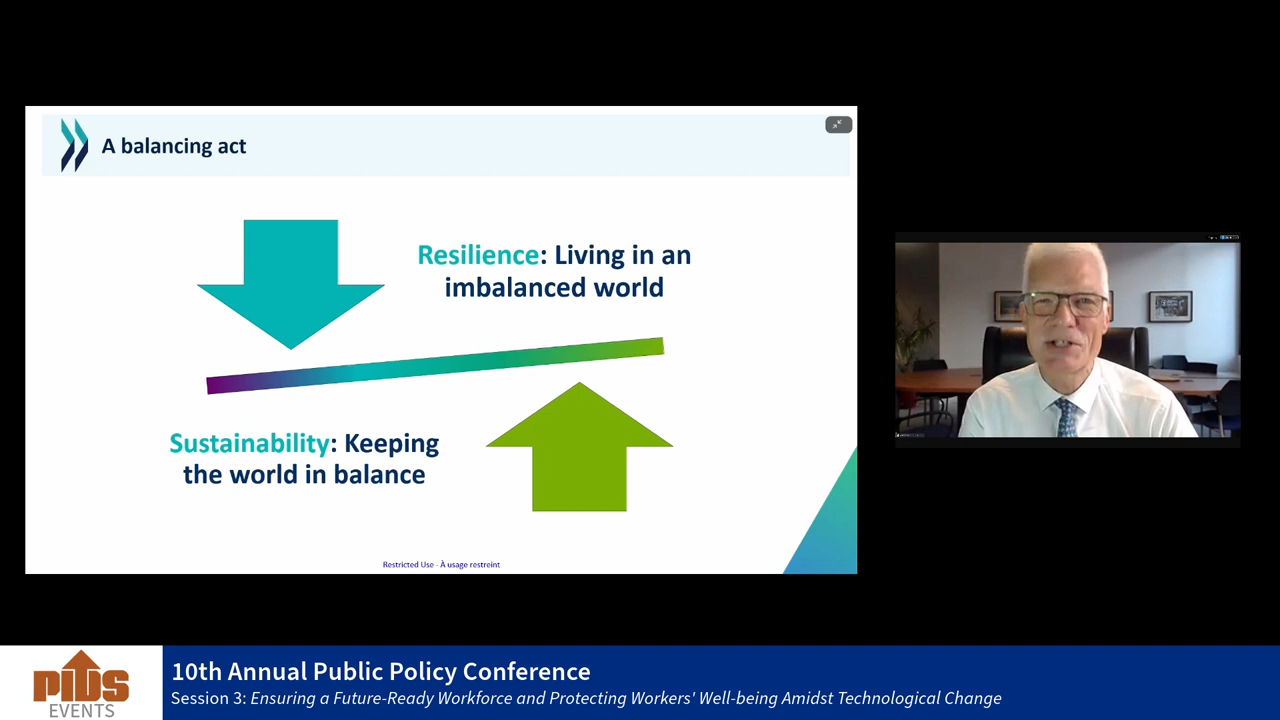 A balancing act
Resilience: Living in an
imbalanced world
Sustainability: Keeping
the world in balance
Restricted Use - À usage restreint
PIDS
EVENTS
10th Annual Public Policy Conference
Session 3: Ensuring a Future-Ready Workforce and Protecting Workers' Well-being Amidst Technological Change